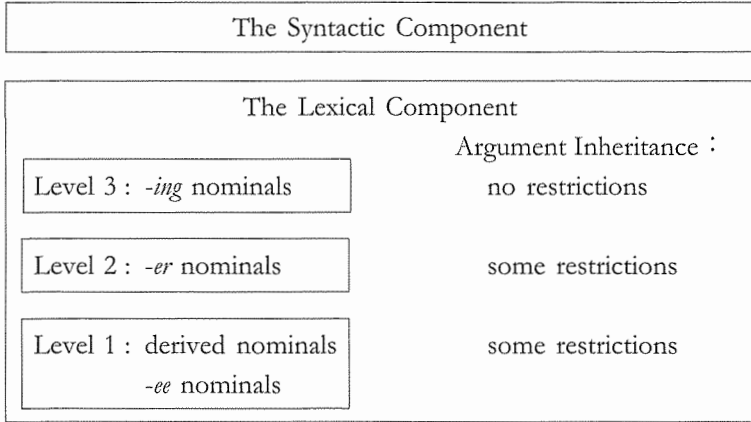 The Syntactic Component
The Lexical Component
Argument Inheritance :
Level 3 : -ing nominals no restrictions
Level 2 : -er nominals some restrictions
Level 1 : derived nominals some restrictions
-ee nominals